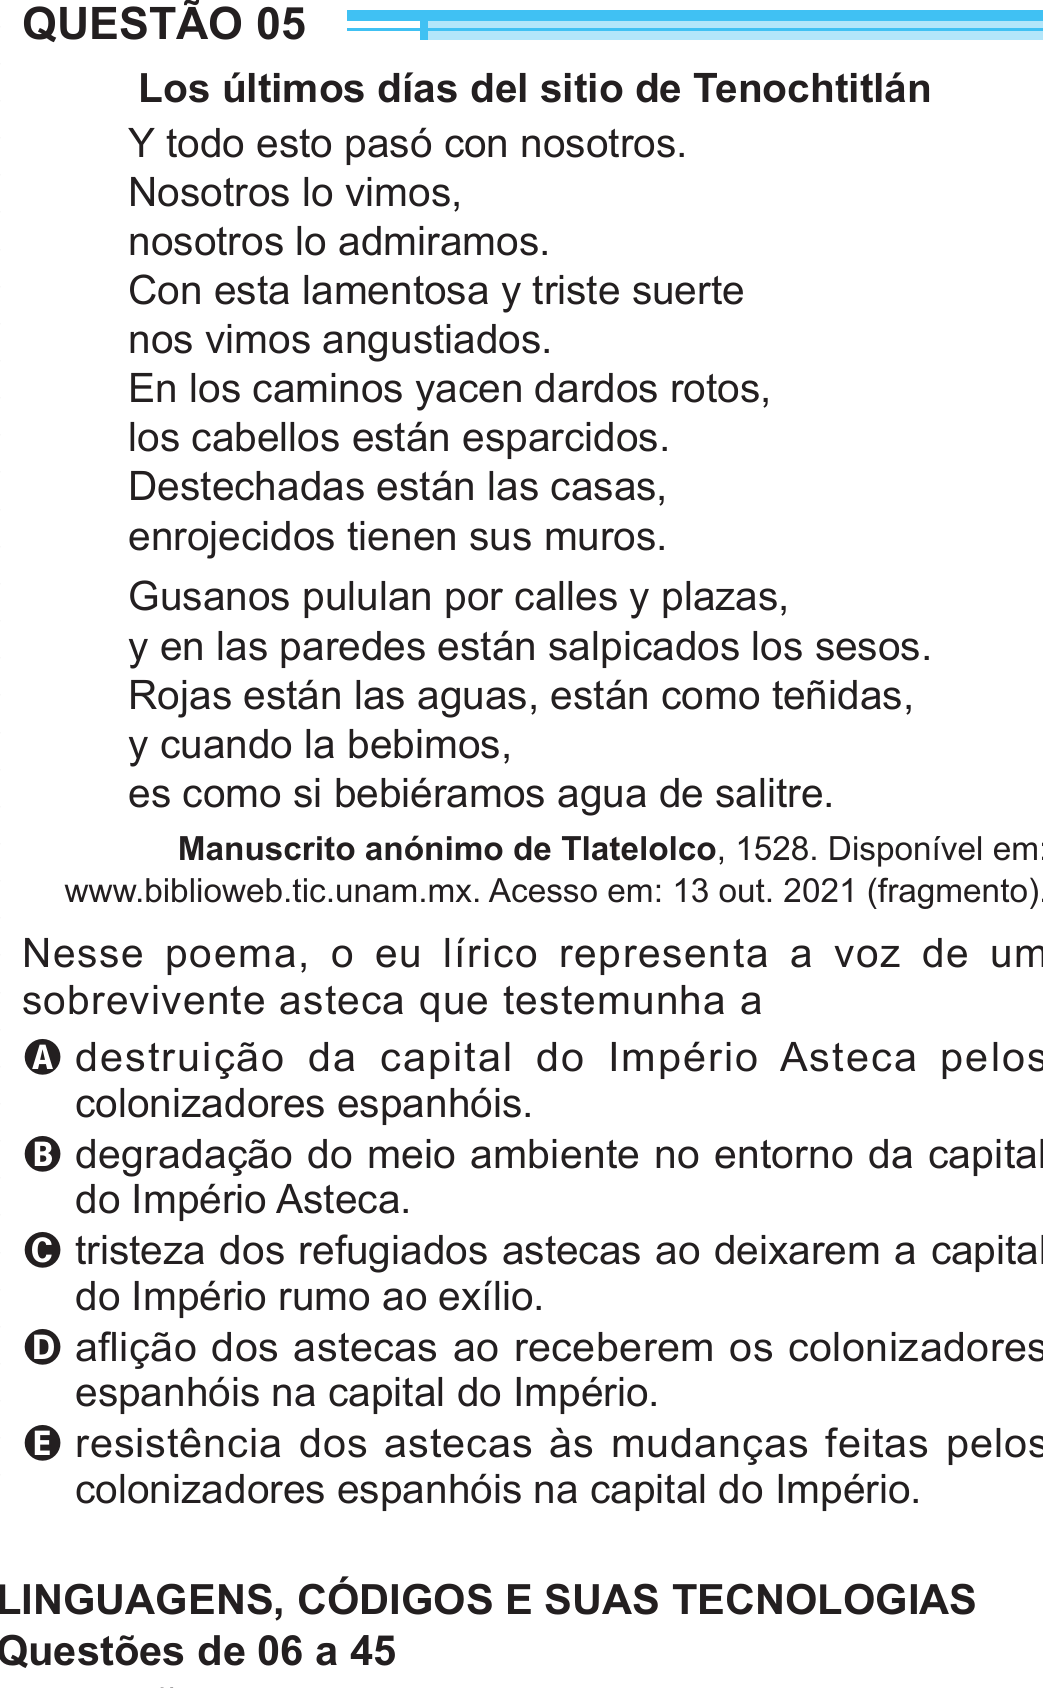 QUESTÃO 05
Los últimos días del sitio de Tenochtitlán
Y todo esto pasó con nosotros.
Nosotros lo vimos,
nosotros lo admiramos.
Con esta lamentosa y triste suerte
nos vimos angustiados.
En los caminos yacen dardos rotos,
los cabellos están esparcidos.
Destechadas están las casas,
enrojecidos tienen sus muros.
Gusanos pululan por calles y plazas,
y en las paredes están salpicados los sesos.
Rojas están las aguas, están como teñidas,
y cuando la bebimos,
es como si bebiéramos agua de salitre.
Manuscrito anónimo de Tlatelolco, 1528. Disponível em:
www.biblioweb.tic.unam.mx. Acesso em: 13 out. 2021 (fragmento).
Nesse poema, o eu lírico representa a voz de um
sobrevivente asteca que testemunha a
A destruição da capital do Império Asteca pelos
colonizadores espanhóis.
B degradação do meio ambiente no entorno da capital
do Império Asteca.
C tristeza dos refugiados astecas ao deixarem a capital
do Império rumo ao exílio.
D aflição dos astecas ao receberem os colonizadores
espanhóis na capital do Império.
E resistência dos astecas às mudanças feitas pelos
colonizadores espanhóis na capital do Império.
LINGUAGENS, CÓDIGOS E SUAS TECNOLOGIAS
Questões de 06 a 45